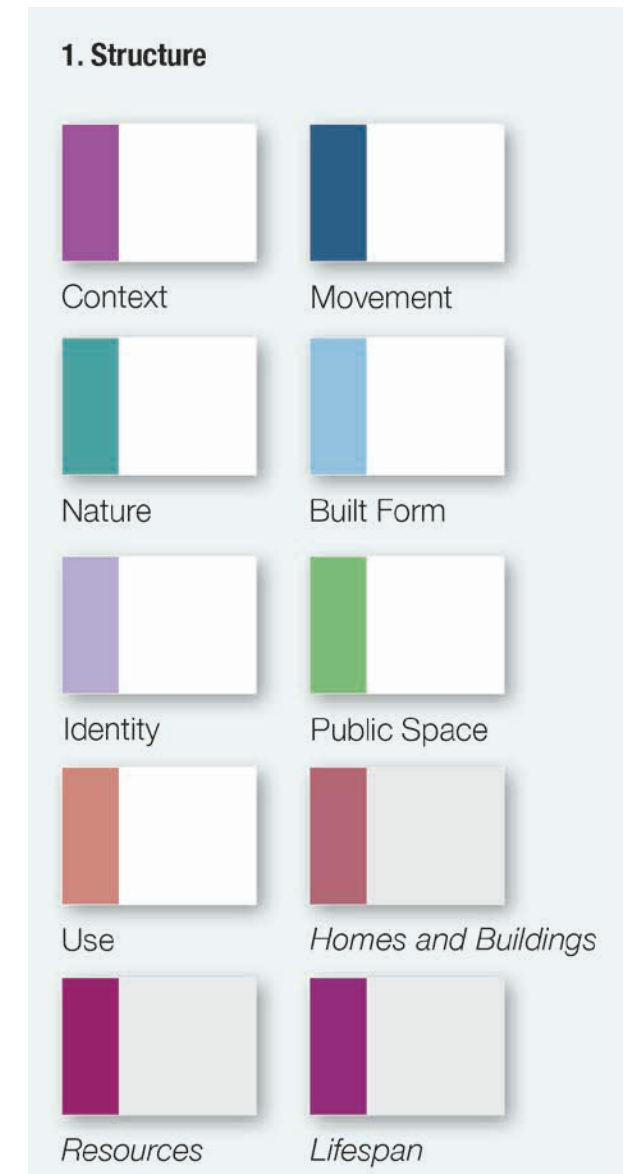 1. Structure
Context
Movement
Nature
Built Form
Identity
Public Space
Use
Homes and Buildings
Resources
Lifespan